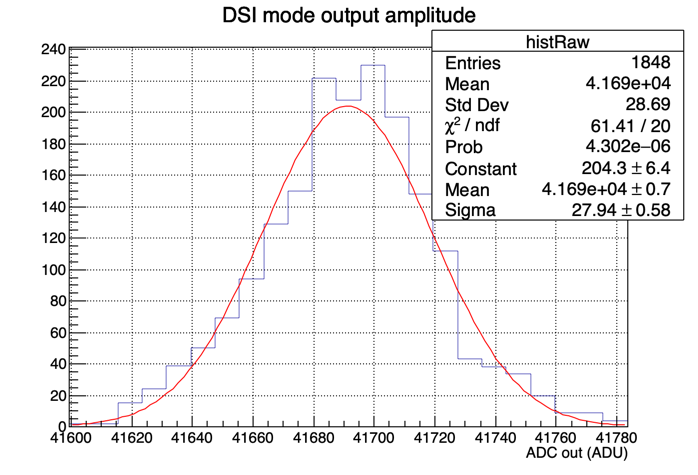 DSI mode output amplitude
histRaw
Entries 1848
Mean 4.169e+04
Std Dev 28.69
χ² / ndf 61.41 / 20
Prob 4.302e−06
Constant 204.3 ± 6.4
Mean 4.169e+04 ± 0.7
Sigma 27.94 ± 0.58
240
220
200
180
160
140
120
100
80
60
40
20
0
41600 41620 41640 41660 41680 41700 41720 41740 41760 41780
ADC out (ADU)